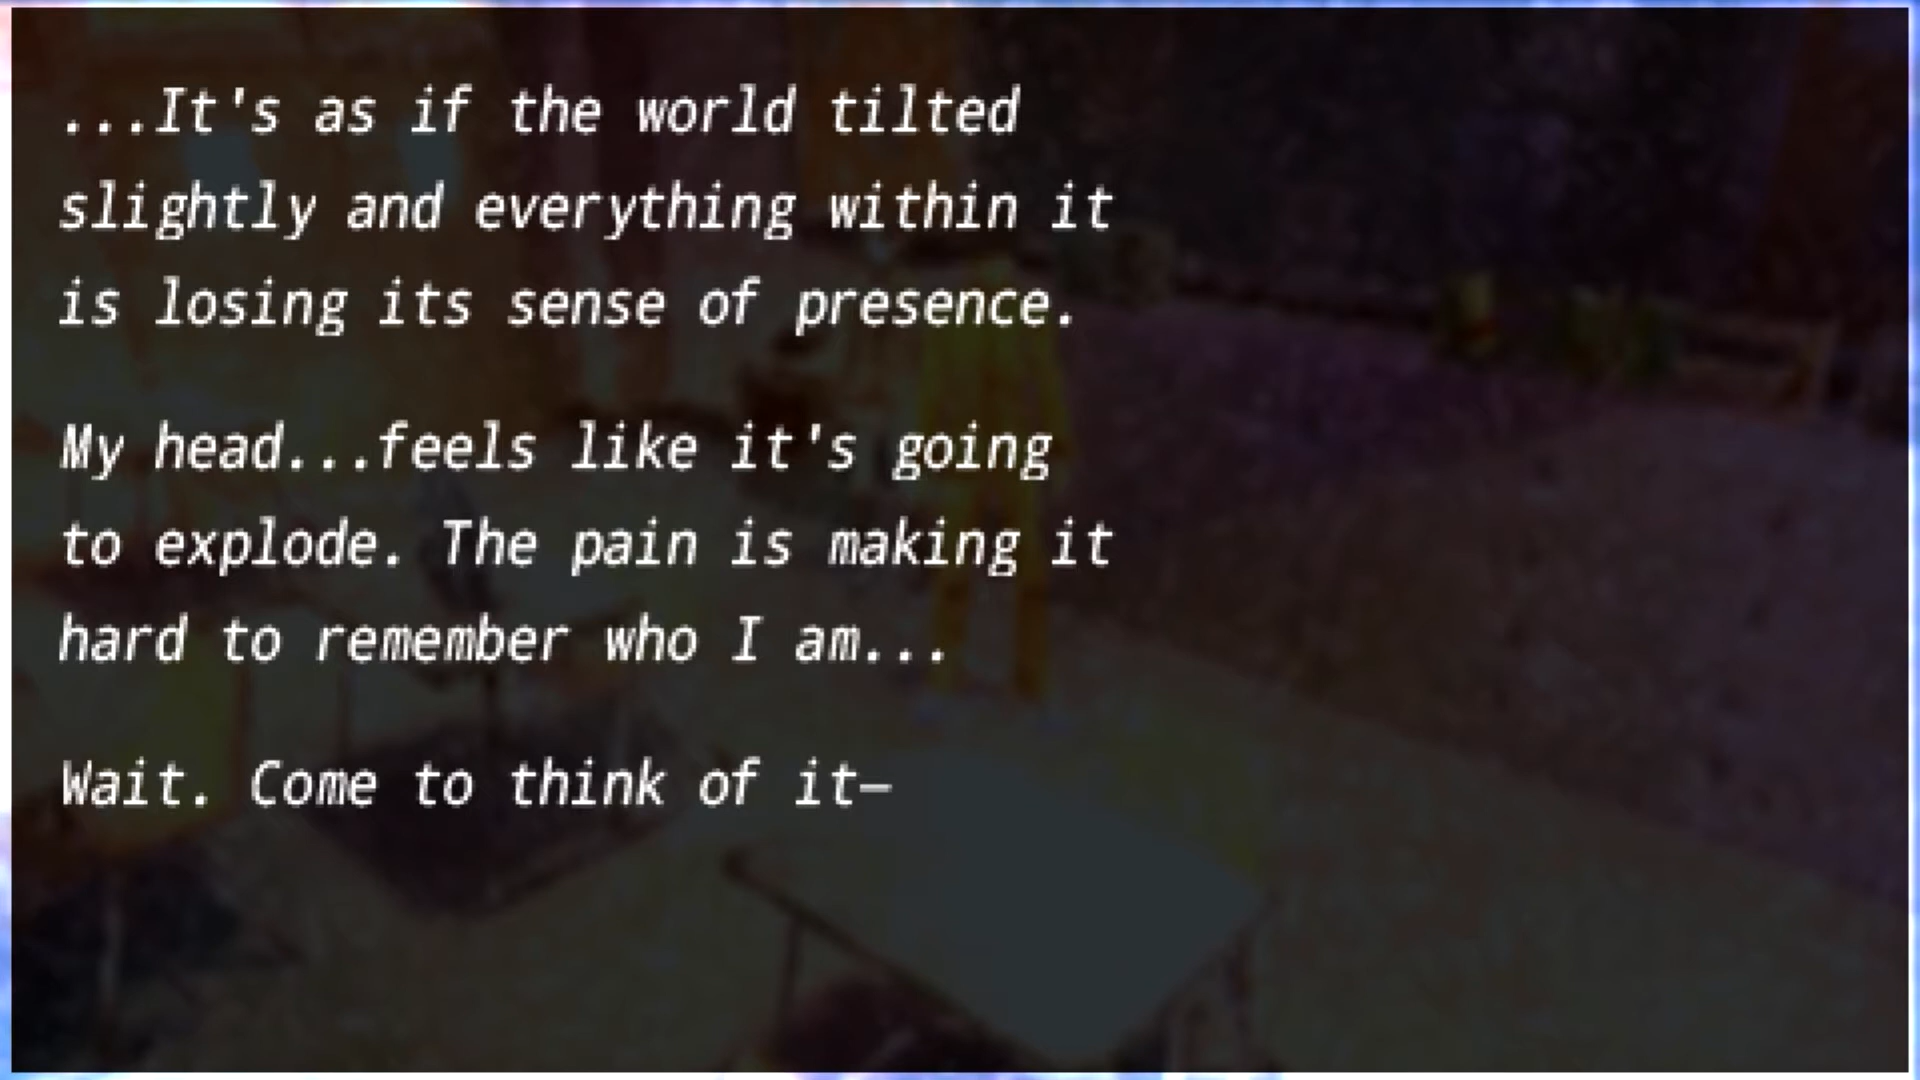 ...It's as if the world tilted
slightly and everything within it
is losing its sense of presence.
My head...feels like it's going
to explode. The pain is making it
hard to remember who I am...
Wait. Come to think of it—